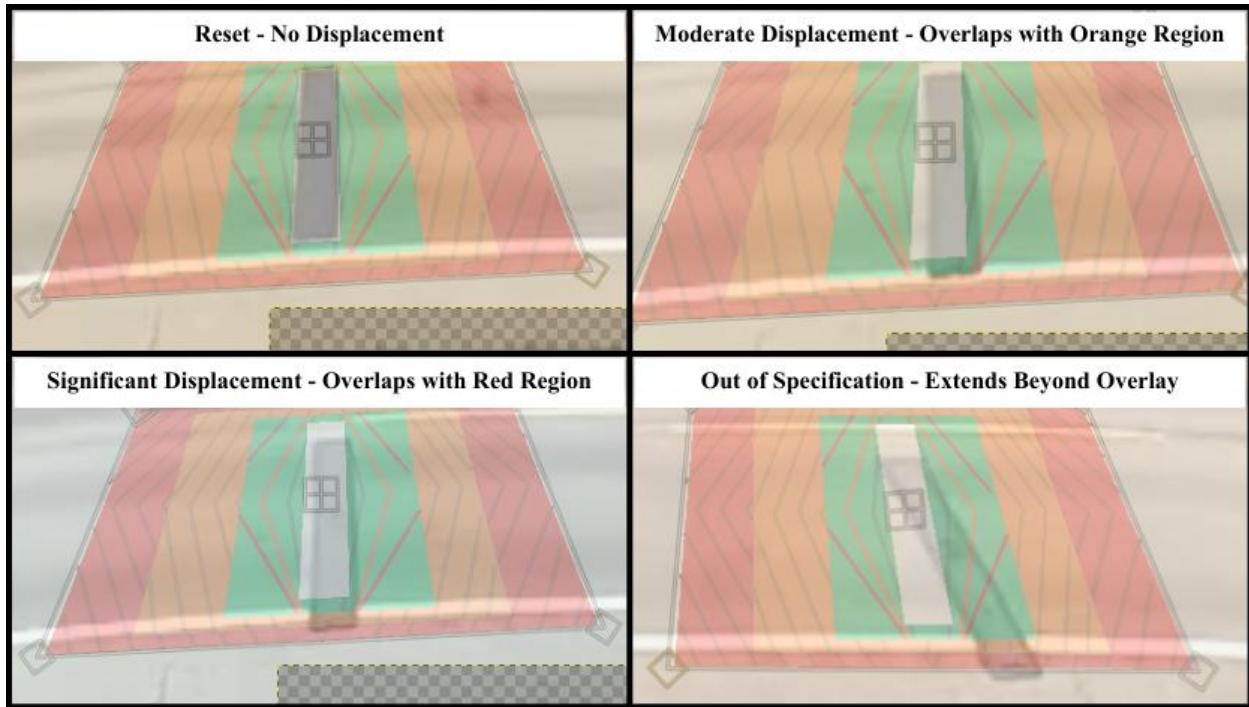 Reset - No Displacement
Moderate Displacement - Overlaps with Orange Region
Significant Displacement - Overlaps with Red Region
Out of Specification - Extends Beyond Overlay